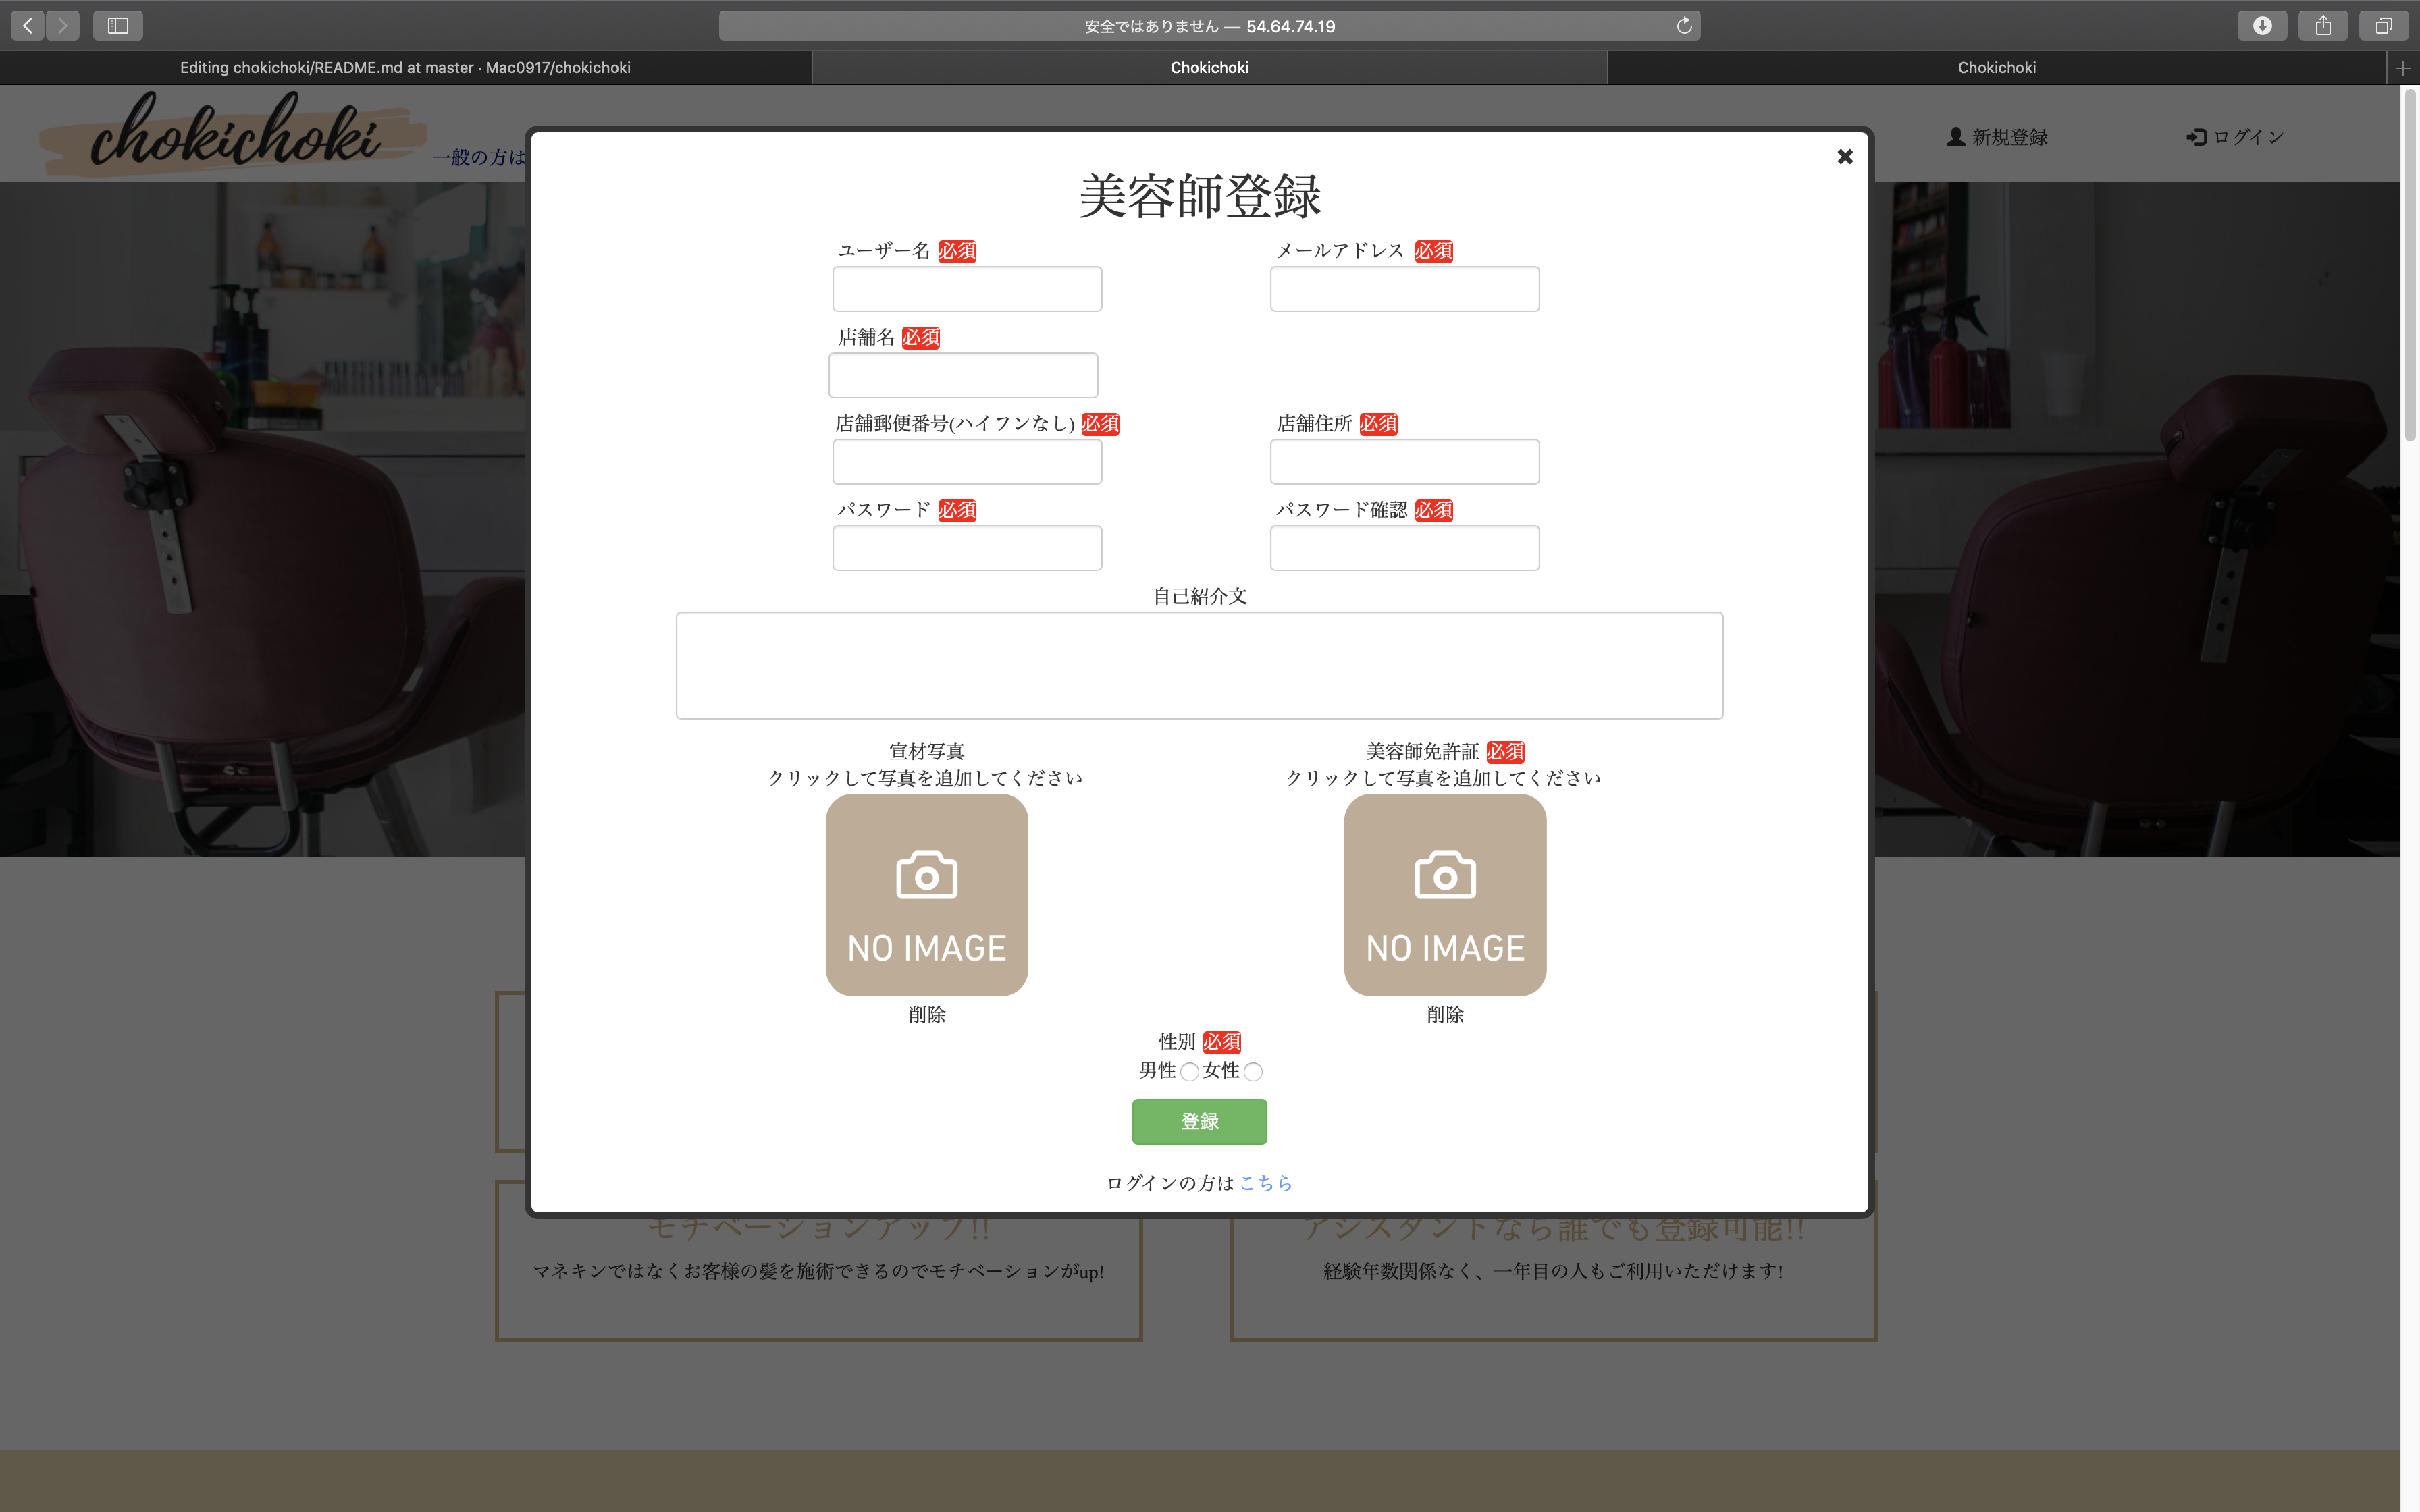 安全ではありません — 54.64.74.19
Editing chokichoki/README.md at master · Mac0917/chokichoki
Chokichoki
Chokichoki
chokichoki
一般の方は
新規登録
ログイン
美容師登録
ユーザー名 必須
メールアドレス 必須
店舗名 必須
店舗郵便番号(ハイフンなし) 必須
店舗住所 必須
パスワード 必須
パスワード確認 必須
自己紹介文
宣材写真
クリックして写真を追加してください
NO IMAGE
削除
美容師免許証 必須
クリックして写真を追加してください
NO IMAGE
削除
性別 必須
男性 女性
登録
ログインの方は こちら
モチベーションアップ!!
マネキンではなくお客様の髪を施術できるのでモチベーションがup!
アシスタントなら誰でも登録可能!!
経験年数関係なく、一年目の人もご利用いただけます!